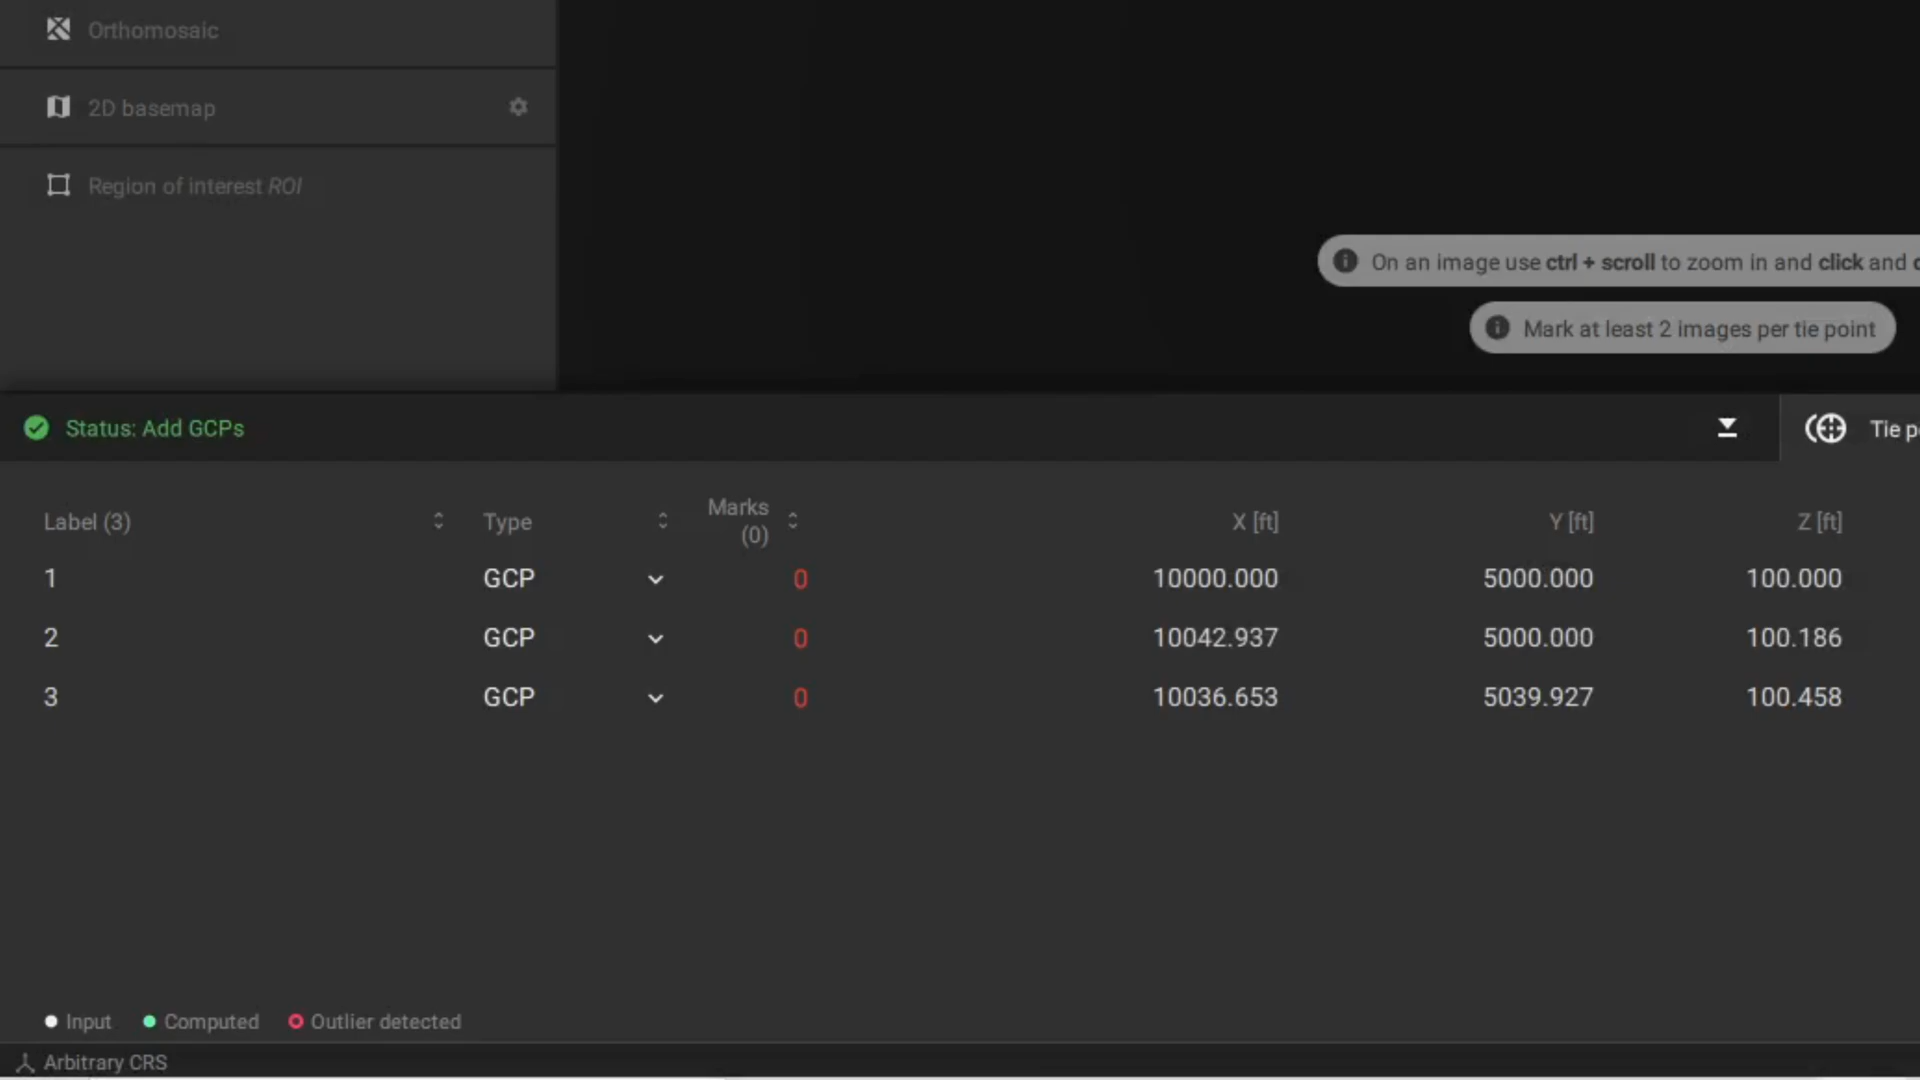 Orthomosaic
2D basemap
Region of interest ROI
On an image use ctrl + scroll to zoom in and click and
Mark at least 2 images per tie point
Status: Add GCPs
Tie p
Label (3) Type Marks (0) X [ft] Y [ft] Z [ft]
1 GCP 0 10000.000 5000.000 100.000
2 GCP 0 10042.937 5000.000 100.186
3 GCP 0 10036.653 5039.927 100.458
Input Computed Outlier detected
Arbitrary CRS